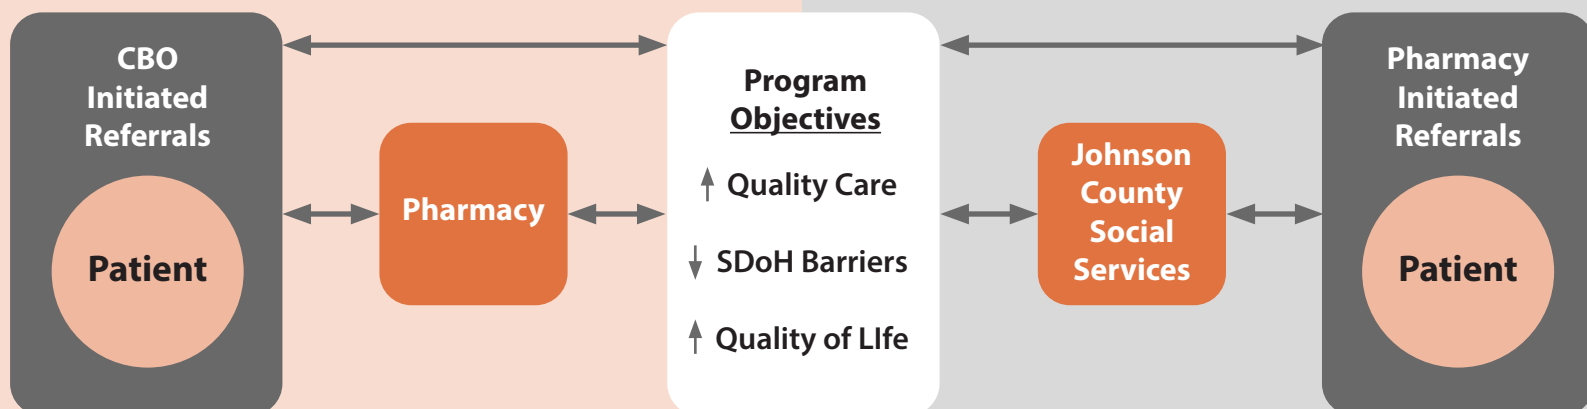 CBO
Initiated
Referrals
Patient
Pharmacy
Program
Objectives
Quality Care
SDoH Barriers
Quality of LIfe
Johnson
County
Social
Services
Pharmacy
Initiated
Referrals
Patient